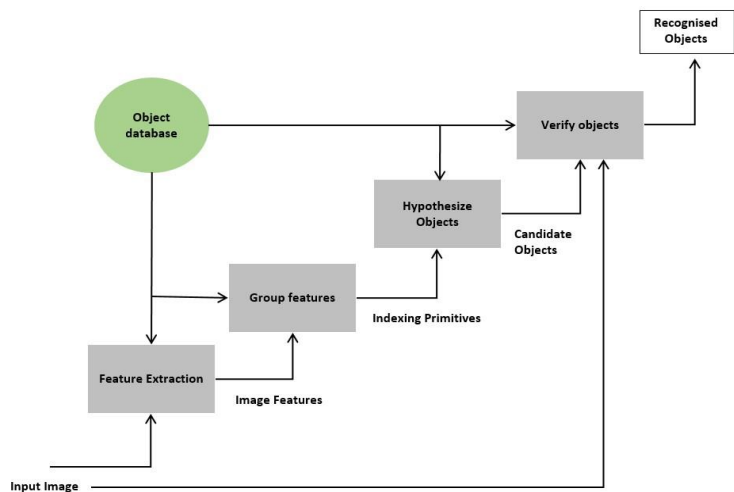 Recognised
Objects
Object
database
Verify objects
Hypothesize
Objects
Candidate
Objects
Group features
Indexing Primitives
Feature Extraction
Image Features
Input Image